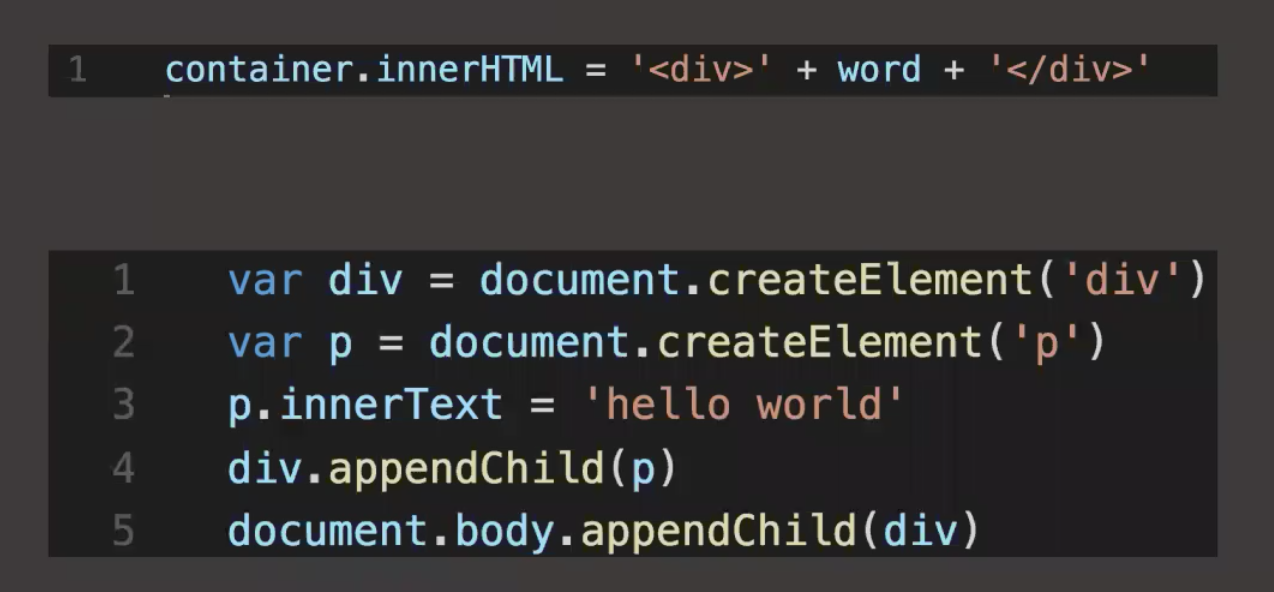 1 container.innerHTML = '<div>' + word + '</div>'
1 var div = document.createElement('div')
2 var p = document.createElement('p')
3 p.innerText = 'hello world'
4 div.appendChild(p)
5 document.body.appendChild(div)